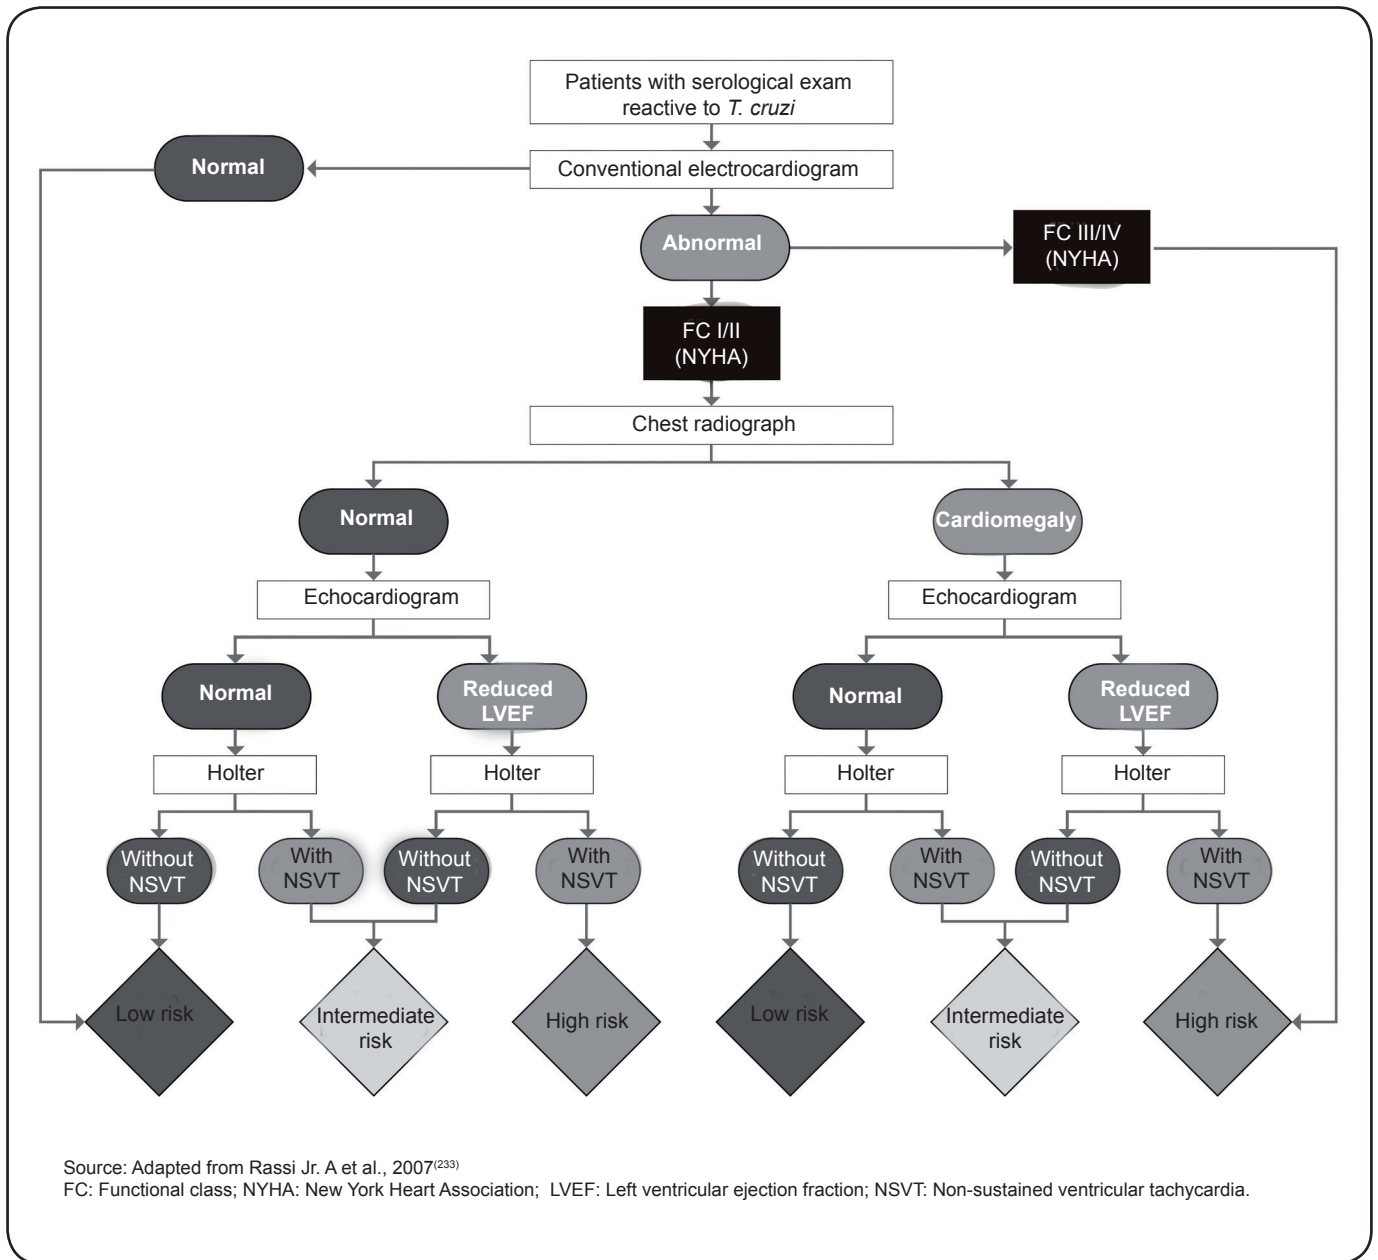 Patients with serological exam
reactive to T. cruzi
Normal
Conventional electrocardiogram
Abnormal
FC III/IV
(NYHA)
FC I/II
(NYHA)
Chest radiograph
Normal
Cardiomegaly
Echocardiogram
Echocardiogram
Normal
Reduced
LVEF
Normal
Reduced
LVEF
Holter
Holter
Holter
Holter
Without
NSVT
With
NSVT
Without
NSVT
With
NSVT
Without
NSVT
With
NSVT
Without
NSVT
With
NSVT
Low risk
Intermediate
risk
High risk
Low risk
Intermediate
risk
High risk
Source: Adapted from Rassi Jr. A et al., 2007(233)
FC: Functional class; NYHA: New York Heart Association; LVEF: Left ventricular ejection fraction; NSVT: Non-sustained ventricular tachycardia.